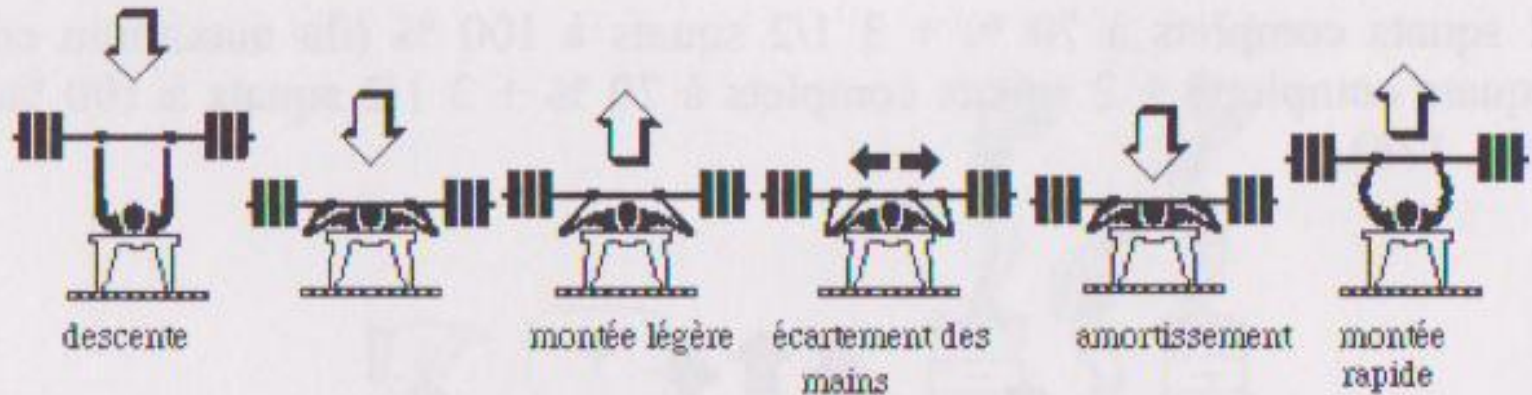 descente
montée légère
écartement des
mains
amortissement
montée
rapide